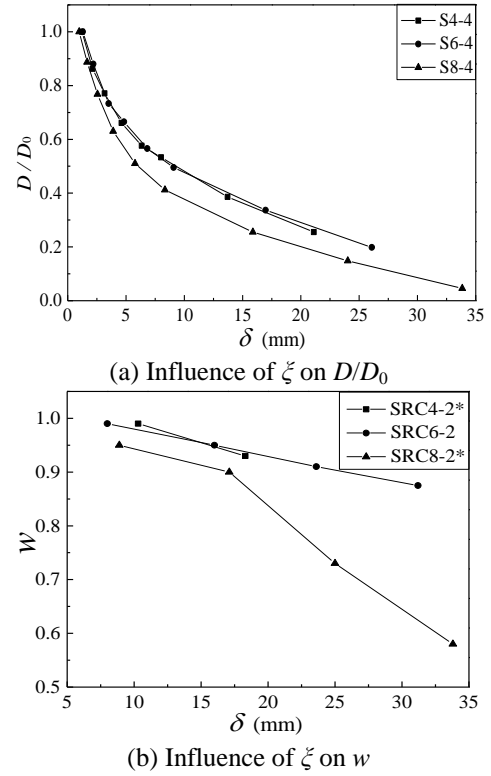 S4-4
S6-4
S8-4
1.0
0.8
0.6
0.4
0.2
0.0
D/D₀
0 5 10 15 20 25 30 35
δ (mm)
(a) Influence of ξ on D/D₀
SRC4-2*
SRC6-2
SRC8-2*
1.0
0.9
0.8
0.7
0.6
0.5
w
5 10 15 20 25 30 35
δ (mm)
(b) Influence of ξ on w